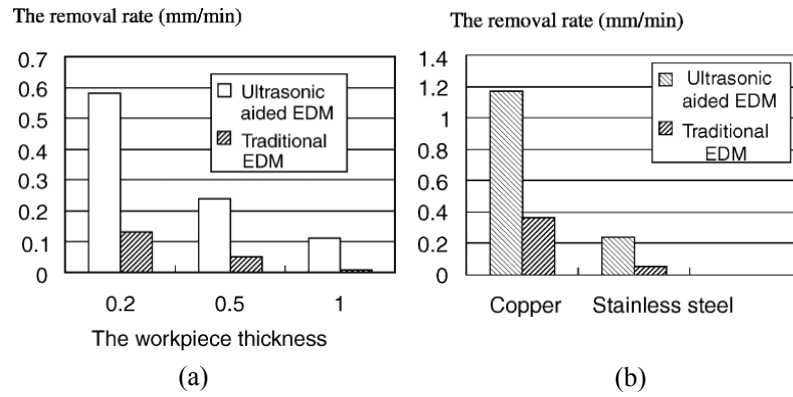 The removal rate (mm/min)
0.7
0.6
0.5
0.4
0.3
0.2
0.1
0
Ultrasonic
aided EDM
Traditional
EDM
0.2 0.5 1
The workpiece thickness
(a)
The removal rate (mm/min)
1.4
1.2
1
0.8
0.6
0.4
0.2
0
Ultrasonic
aided EDM
Traditional
EDM
Copper Stainless steel
(b)